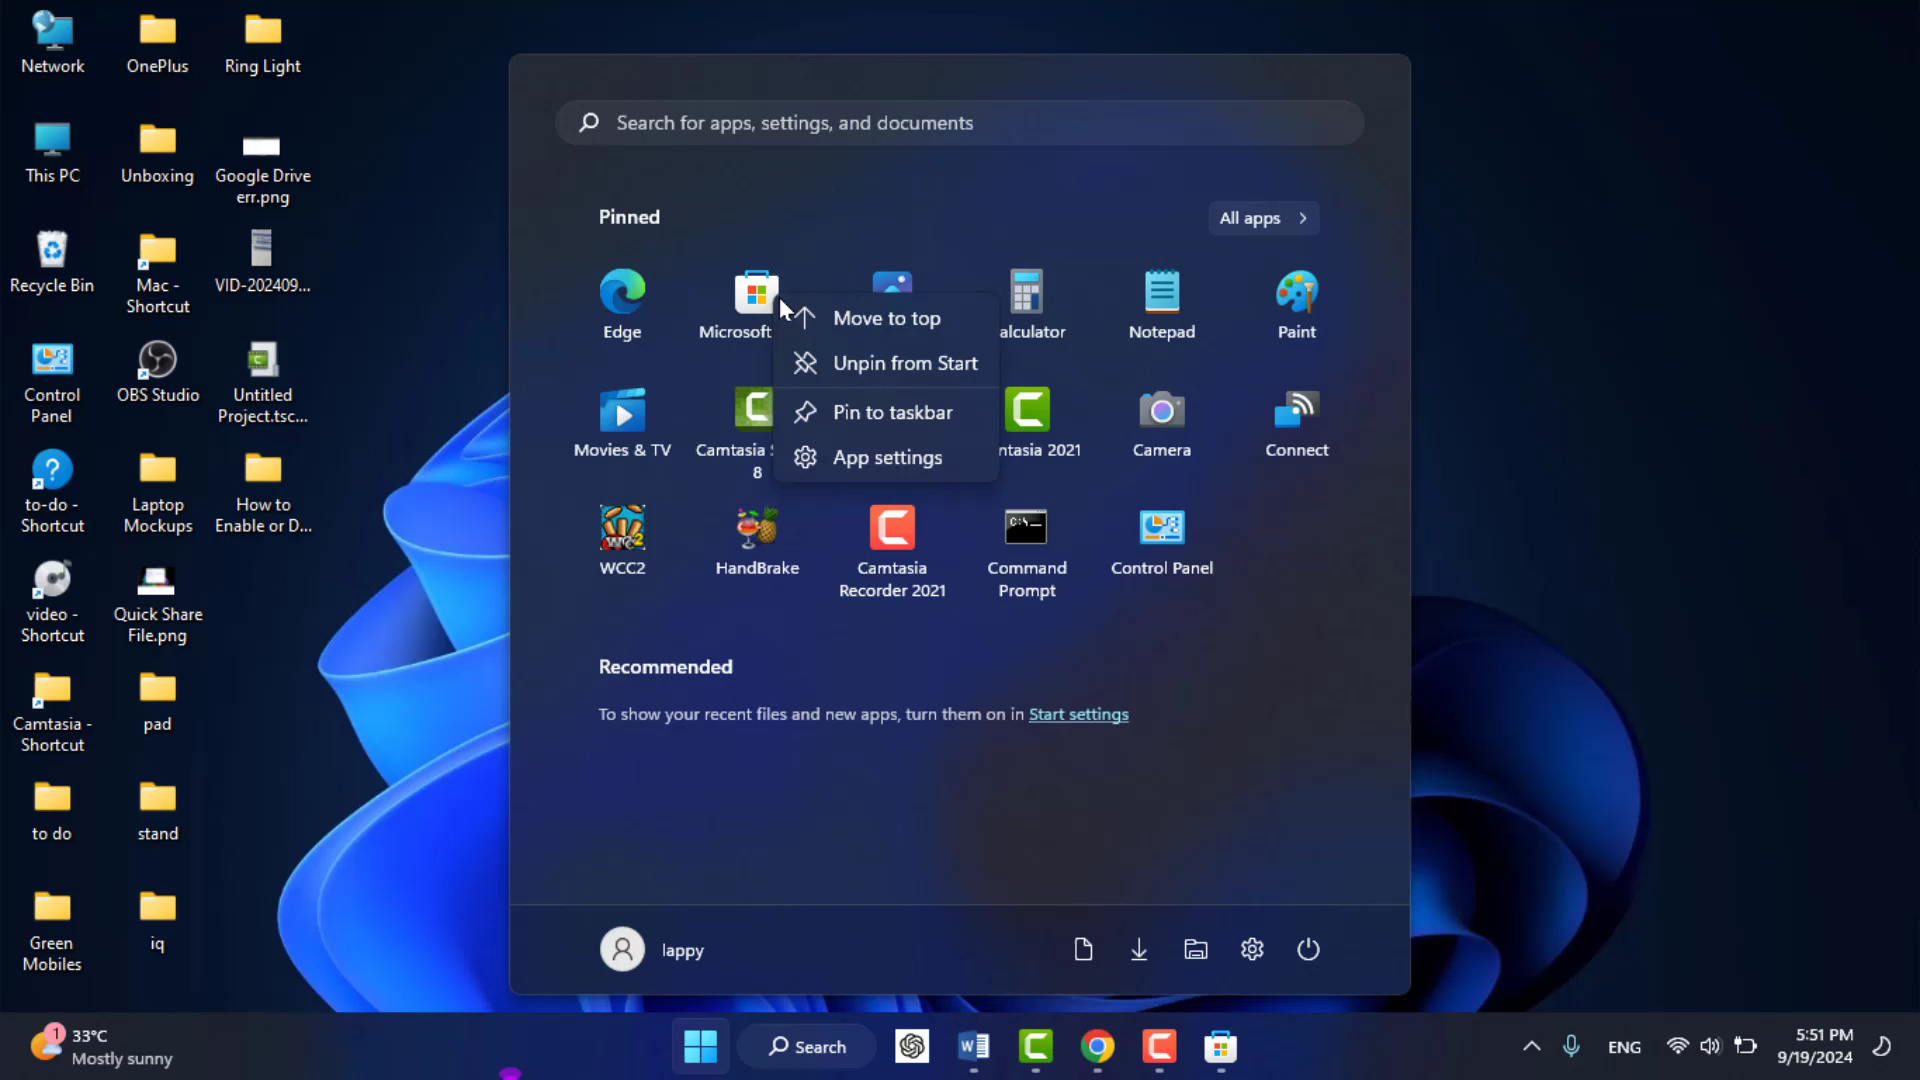 Network
OnePlus
Ring Light
This PC
Unboxing
Google Drive
err.png
Recycle Bin
Mac -
Shortcut
VID-202409...
Control
Panel
OBS Studio
Untitled
Project.tsc...
to-do -
Shortcut
Laptop
Mockups
How to
Enable or D...
video -
Shortcut
Quick Share
File.png
Camtasia -
Shortcut
pad
to do
stand
Green
Mobiles
iq
Search for apps, settings, and documents
Pinned
All apps
Edge
Microsoft
alculator
Notepad
Paint
Move to top
Unpin from Start
Pin to taskbar
App settings
Movies & TV
Camtasia
8
ntasia 2021
Camera
Connect
WC2
WCC2
HandBrake
Camtasia
Recorder 2021
C:\_
Command
Prompt
Control Panel
Recommended
To show your recent files and new apps, turn them on in Start settings
lappy
1
33°C
Mostly sunny
Search
W
ENG
5:51 PM
9/19/2024